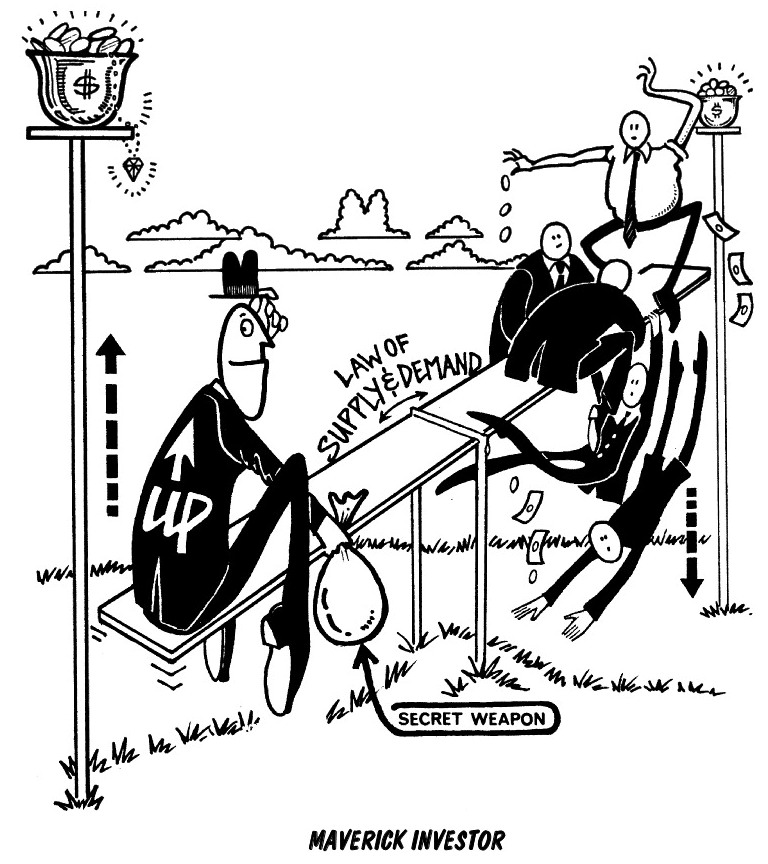 $
$
LAW OF
SUPPLY & DEMAND
UP
SECRET WEAPON
MAVERICK INVESTOR